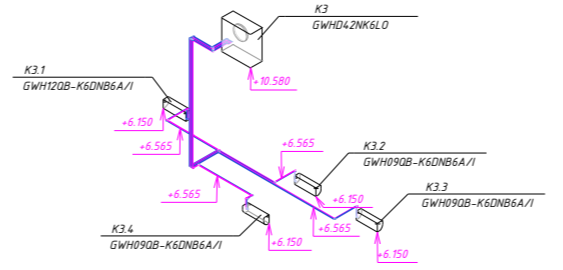 K3
GWHD42NK6LO
+10.580
K3.1
GWH12QB-K6DNB6A/I
+6.150
+6.565
+6.565
K3.2
GWH09QB-K6DNB6A/I
+6.150
K3.3
GWH09QB-K6DNB6A/I
+6.565
+6.565
K3.4
GWH09QB-K6DNB6A/I
+6.150
+6.150